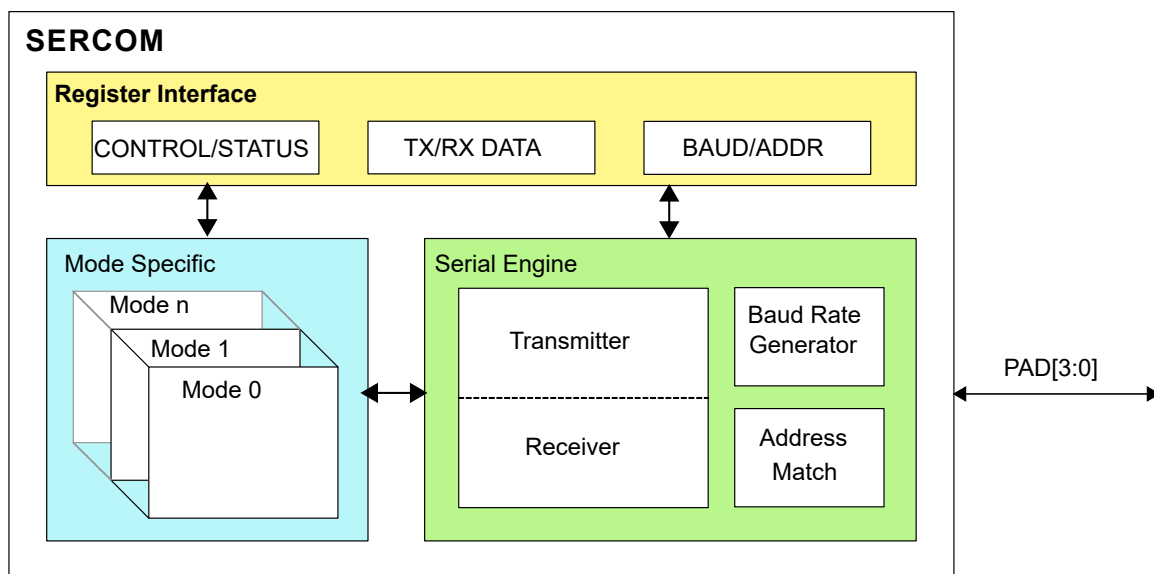 SERCOM
Register Interface
CONTROL/STATUS
TX/RX DATA
BAUD/ADDR
Mode Specific
Mode n
Mode 1
Mode 0
Serial Engine
Transmitter
Receiver
Baud Rate
Generator
Address
Match
PAD[3:0]